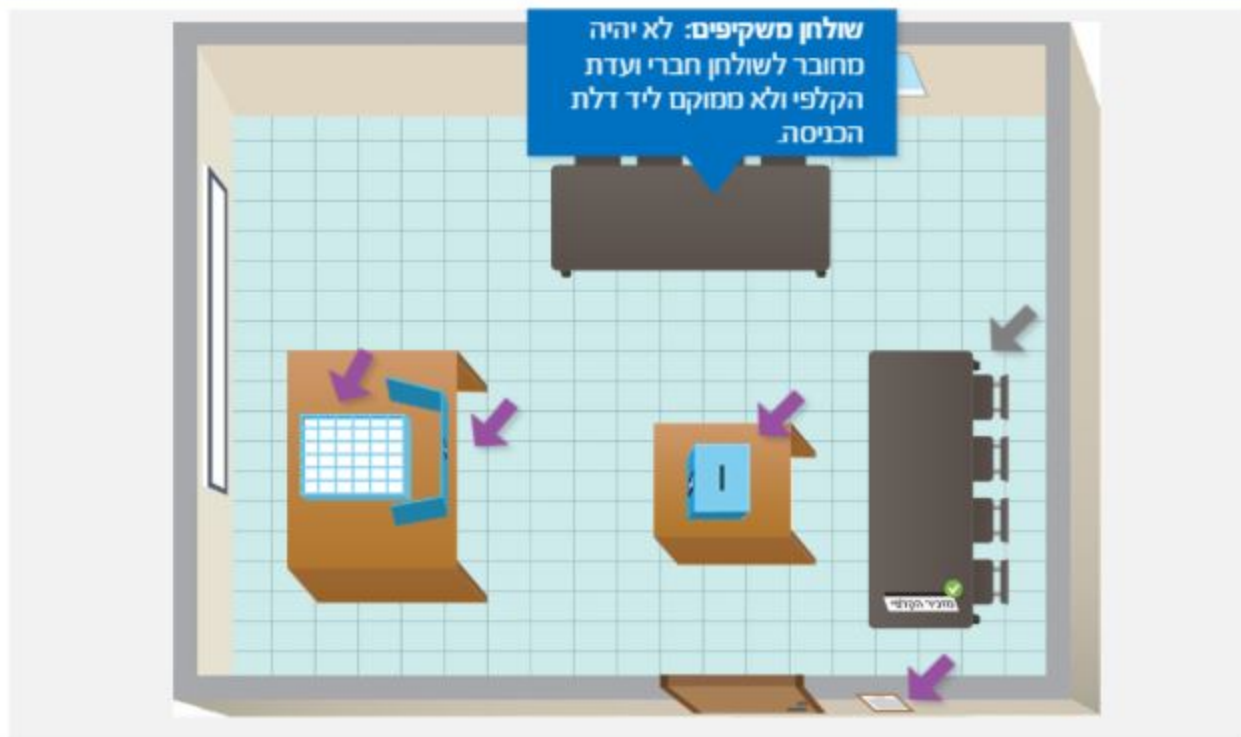 שולחן משקיפים: לא יהיה
מחובר לשולחן חברי ועדת
הקלפי ולא ממוקם ליד דלת
הכניסה.
מזכיר הקלפי